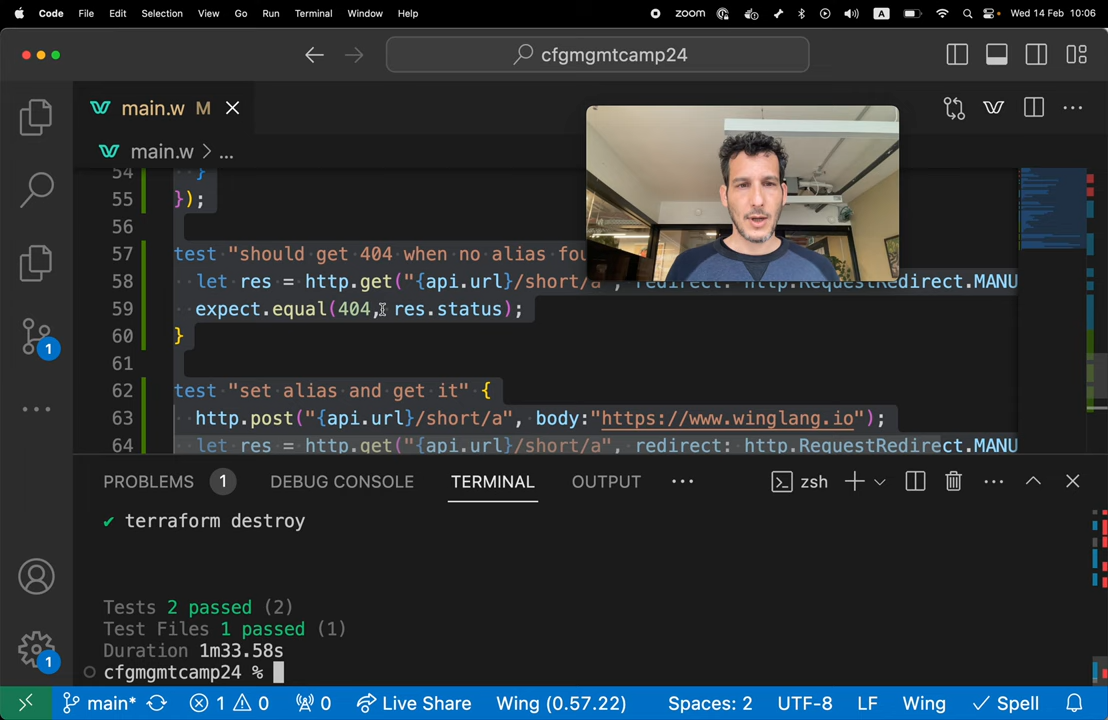 Code File Edit Selection View Go Run Terminal Window Help zoom A Wed 14 Feb 10:06
cfgmgmtcamp24
main.w M
main.w > ...
54 }
55 });
56
57 test "should get 404 when no alias fou
58 let res = http.get("{api.url}/short/a", redirect: http.RequestRedirect.MANU
59 expect.equal(404, res.status);
60 }
61
62 test "set alias and get it" {
63 http.post("{api.url}/short/a", body:"https://www.winglang.io");
64 let res = http.get("{api.url}/short/a", redirect: http.RequestRedirect.MANU
PROBLEMS 1 DEBUG CONSOLE TERMINAL OUTPUT ... zsh
✔ terraform destroy
Tests 2 passed (2)
Test Files 1 passed (1)
Duration 1m33.58s
cfgmgmtcamp24 %
1
1
main* 1 0 0 Live Share Wing (0.57.22) Spaces: 2 UTF-8 LF Wing Spell